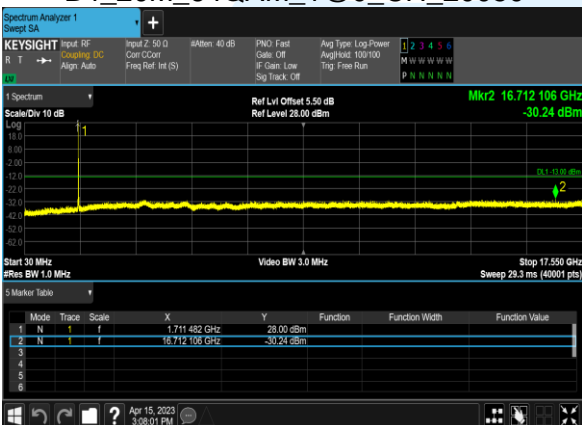 Spectrum Analyzer 1
Swept SA
+
KEYSIGHT Input: RF Input Z: 50 Ω #Atten: 40 dB PNO: Fast Avg Type: Log-Power 1 2 3 4 5 6
R T Coupling: DC Corr CCorr Gate: Off Avg|Hold: 100/100 M W W W W W
Align: Auto Freq Ref: Int (S) IF Gain: Low Trig: Free Run
Sig Track: Off P N N N N N
1 Spectrum Ref Lvl Offset 5.50 dB Mkr2 16.712 106 GHz
Scale/Div 10 dB Ref Level 28.00 dBm -30.24 dBm
Log
18.0
8.00
-2.00
-12.0
-22.0
-32.0
-42.0
-52.0
-62.0
1
DL1 -13.00 dBm
2
Start 30 MHz Video BW 3.0 MHz Stop 17.550 GHz
#Res BW 1.0 MHz Sweep 29.3 ms (40001 pts)
5 Marker Table
Mode Trace Scale X Y Function Function Width Function Value
1 N 1 f 1.711 482 GHz 28.00 dBm
2 N 1 f 16.712 106 GHz -30.24 dBm
3
4
5
6
?
Apr 15, 2023
3:08:01 PM